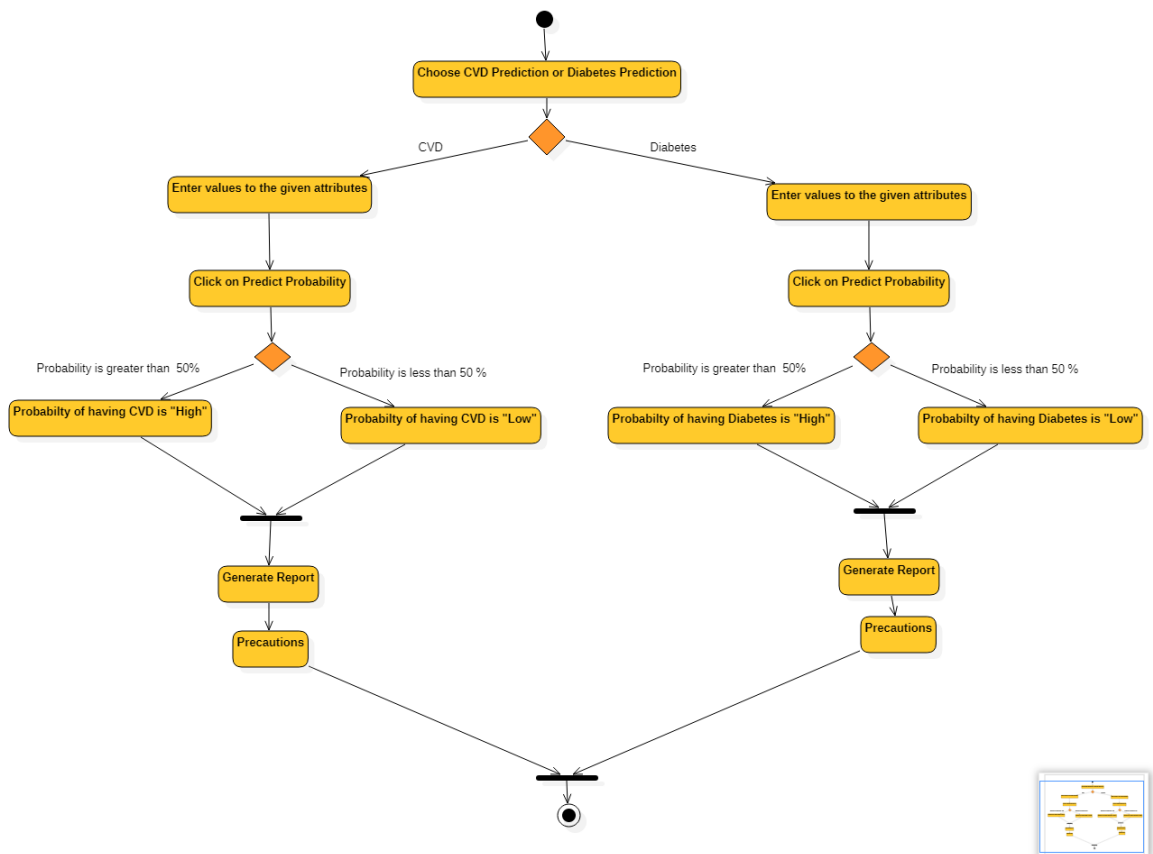 Choose CVD Prediction or Diabetes Prediction
CVD
Diabetes
Enter values to the given attributes
Enter values to the given attributes
Click on Predict Probability
Click on Predict Probability
Probability is greater than  50%
Probability is less than 50 %
Probability is greater than  50%
Probability is less than 50 %
Probabilty of having CVD is "High"
Probabilty of having CVD is "Low"
Probabilty of having Diabetes is "High"
Probabilty of having Diabetes is "Low"
Generate Report
Generate Report
Precautions
Precautions